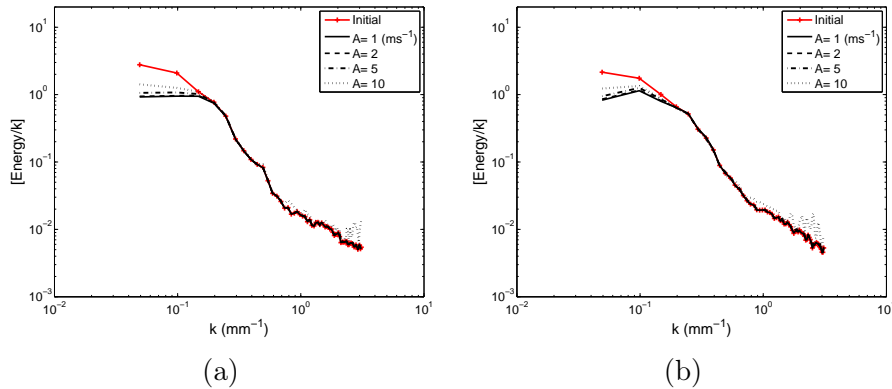 10^1
10^0
10^-1
10^-2
10^-3
[Energy/k]
10^-2
10^-1
10^0
10^1
k (mm^-1)
Initial
A= 1 (ms^-1)
A= 2
A= 5
A= 10
(a)
10^1
10^0
10^-1
10^-2
10^-3
[Energy/k]
10^-2
10^-1
10^0
10
k (mm^-1)
Initial
A= 1 (ms^-1)
A= 2
A= 5
A= 10
(b)